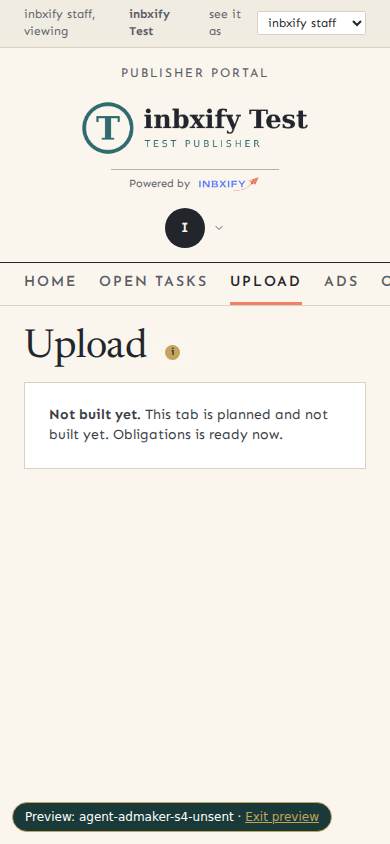 inbxify staff, viewing inbxify Test see it as inbxify staff
PUBLISHER PORTAL
T inbxify Test
TEST PUBLISHER
Powered by INBXIFY
I
HOME OPEN TASKS UPLOAD ADS
Upload i
Not built yet. This tab is planned and not
built yet. Obligations is ready now.
Preview: agent-admaker-s4-unsent · Exit preview